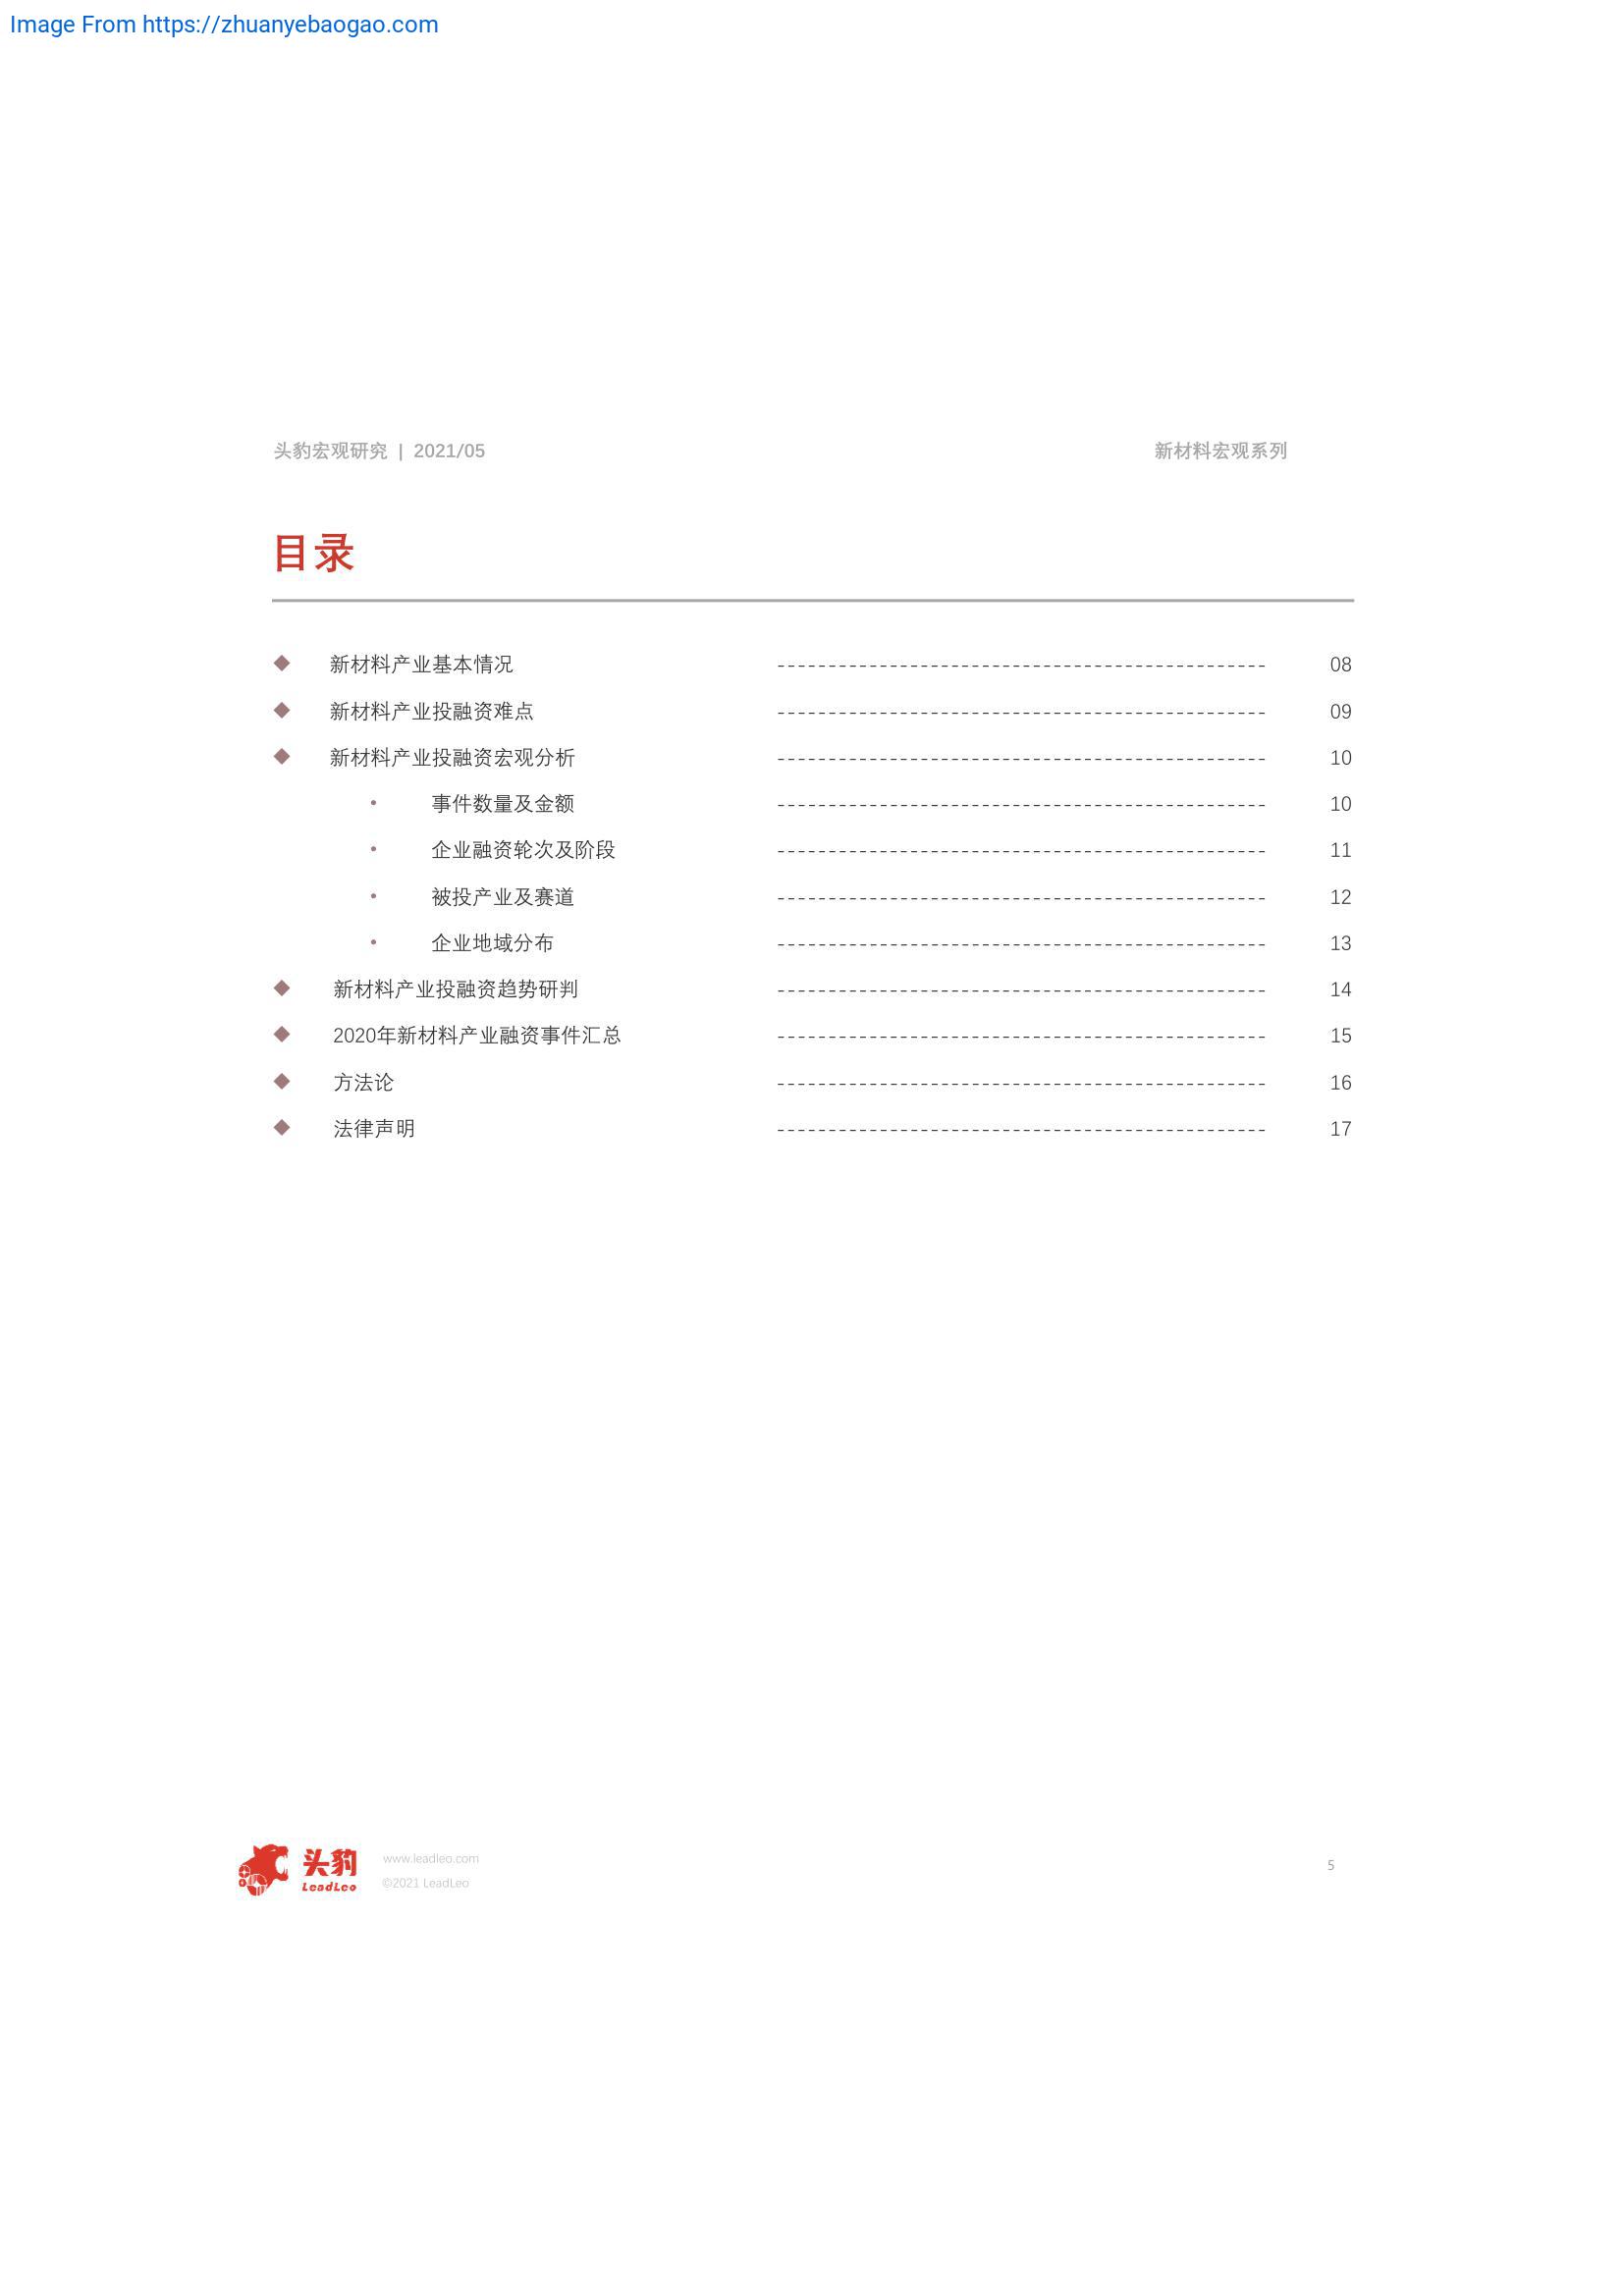 Image From https://zhuanyebaogao.com
头豹宏观研究 | 2021/05 新材料宏观系列
目录
◆ 新材料产业基本情况 ------------------------------------------------ 08
◆ 新材料产业投融资难点 ------------------------------------------------ 09
◆ 新材料产业投融资宏观分析 ------------------------------------------------ 10
• 事件数量及金额 ------------------------------------------------ 10
• 企业融资轮次及阶段 ------------------------------------------------ 11
• 被投产业及赛道 ------------------------------------------------ 12
• 企业地域分布 ------------------------------------------------ 13
◆ 新材料产业投融资趋势研判 ------------------------------------------------ 14
◆ 2020年新材料产业融资事件汇总 ------------------------------------------------ 15
◆ 方法论 ------------------------------------------------ 16
◆ 法律声明 ------------------------------------------------ 17
头豹
LeadLeo
www.leadleo.com
©2021 LeadLeo
5